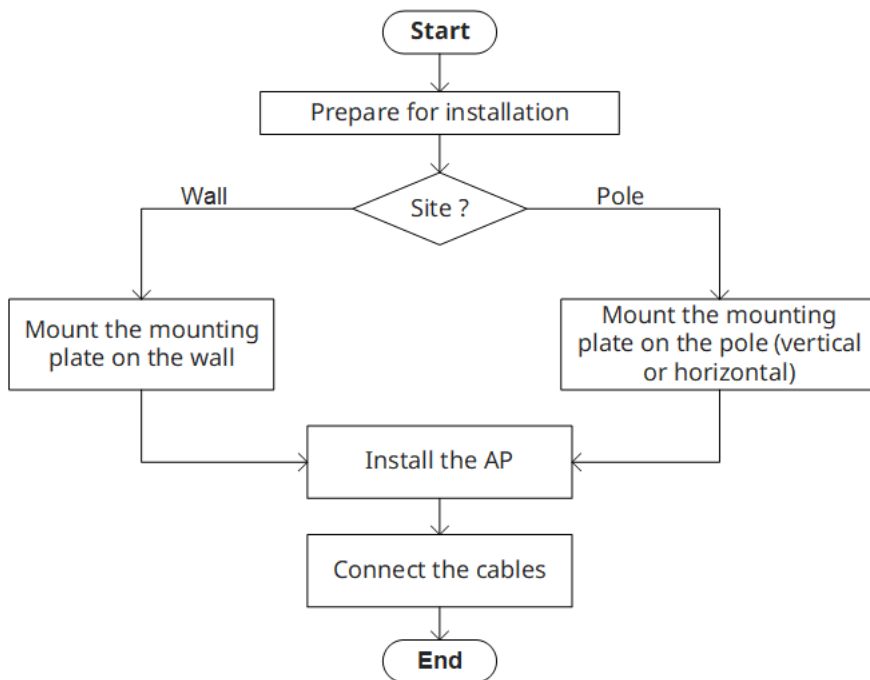 Start
Prepare for installation
Wall
Site ?
Pole
Mount the mounting
plate on the wall
Mount the mounting
plate on the pole (vertical
or horizontal)
Install the AP
Connect the cables
End